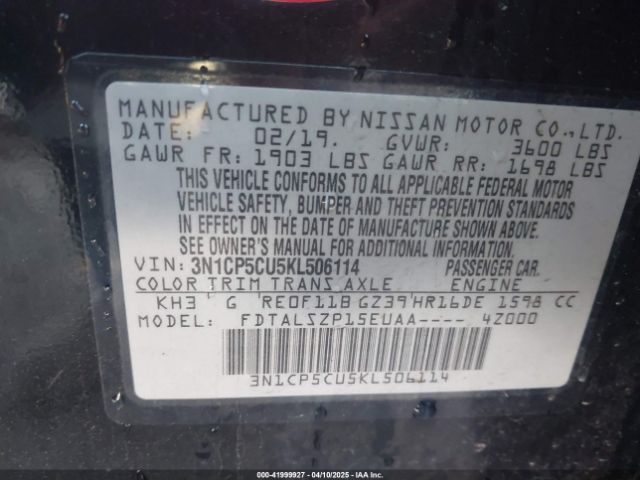 MANUFACTURED BY NISSAN MOTOR CO., LTD.
DATE: 02/19. GVWR: 3600 LBS
GAWR FR: 1903 LBS GAWR RR: 1698 LBS
THIS VEHICLE CONFORMS TO ALL APPLICABLE FEDERAL MOTOR
VEHICLE SAFETY, BUMPER AND THEFT PREVENTION STANDARDS
IN EFFECT ON THE DATE OF MANUFACTURE SHOWN ABOVE.
SEE OWNER'S MANUAL FOR ADDITIONAL INFORMATION.
VIN: 3N1CP5CU5KL506114 PASSENGER CAR.
COLOR TRIM TRANS AXLE ENGINE
KH3 G RE0F11B GZ39 HR16DE 1598 CC
MODEL: FDTALSZP15EUAA---- 4Z000
3N1CP5CU5KL506114
000-41999927 - 04/10/2025 - IAA Inc.